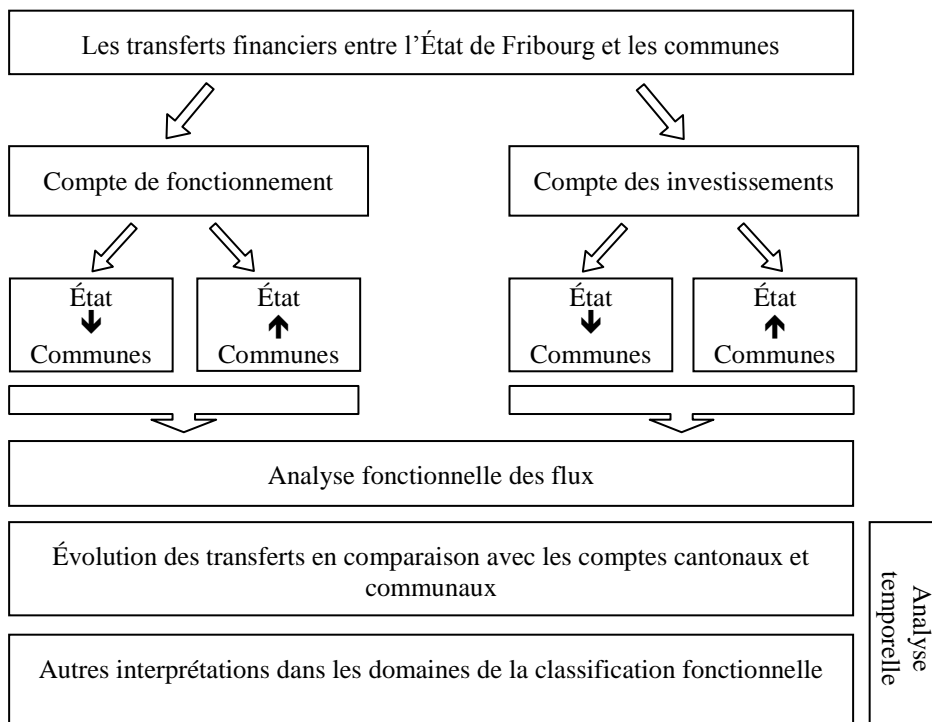 Les transferts financiers entre l’État de Fribourg et les communes
Compte de fonctionnement
Compte des investissements
État
Communes
État
Communes
État
Communes
État
Communes
Analyse fonctionnelle des flux
Évolution des transferts en comparaison avec les comptes cantonaux et
communaux
Autres interprétations dans les domaines de la classification fonctionnelle
Analyse
temporelle